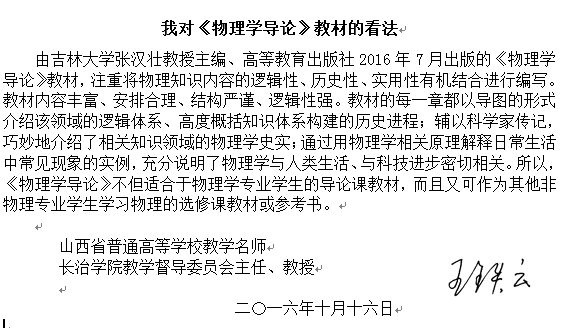 我对《物理学导论》教材的看法
由吉林大学张汉壮教授主编、高等教育出版社 2016 年 7 月出版的《物理学
导论》教材，注重将物理知识内容的逻辑性、历史性、实用性有机结合进行编写。
教材内容丰富、安排合理、结构严谨、逻辑性强。教材的每一章都以导图的形式
介绍该领域的逻辑体系、高度概括知识体系构建的历史进程；辅以科学家传记，
巧妙地介绍了相关知识领域的物理学史实；通过用物理学相关原理解释日常生活
中常见现象的实例，充分说明了物理学与人类生活、与科技进步密切相关。所以，
《物理学导论》不但适合于物理学专业学生的导论课教材，而且又可作为其他非
物理专业学生学习物理的选修课教材或参考书。
山西省普通高等学校教学名师
长治学院教学督导委员会主任、教授
二〇一六年十月十六日